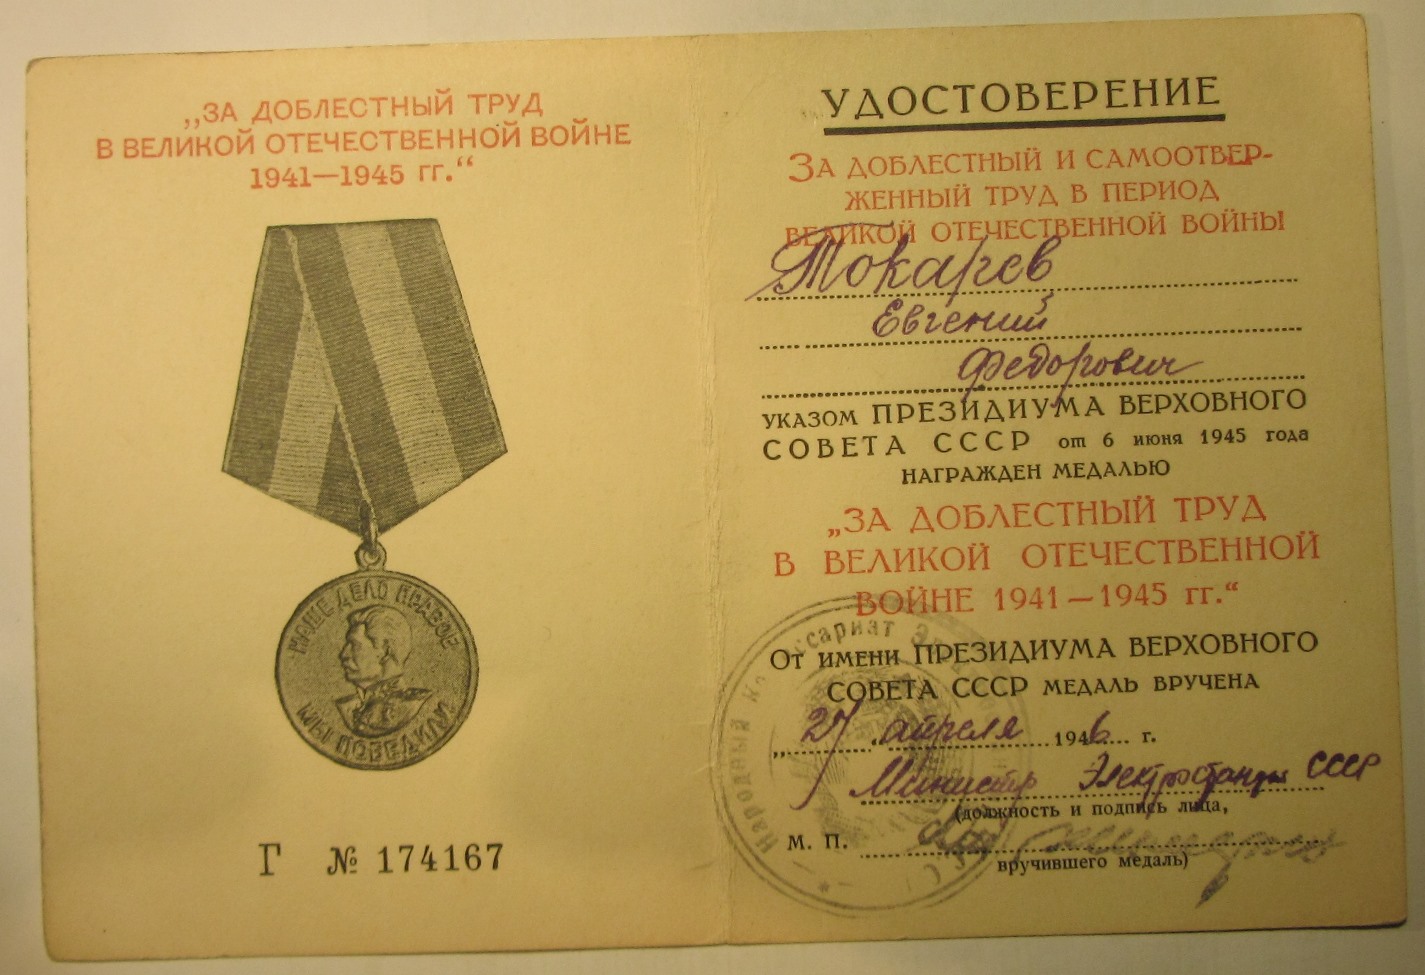 „ЗА ДОБЛЕСТНЫЙ ТРУД
В ВЕЛИКОЙ ОТЕЧЕСТВЕННОЙ ВОЙНЕ
1941—1945 гг.“
НАШЕ ДЕЛО ПРАВОЕ
МЫ ПОБЕДИЛИ
Г № 174167
УДОСТОВЕРЕНИЕ
ЗА ДОБЛЕСТНЫЙ И САМООТВЕР-
ЖЕННЫЙ ТРУД В ПЕРИОД
ВЕЛИКОЙ ОТЕЧЕСТВЕННОЙ ВОЙНЫ
Токарев
Евгений
Федорович
УКАЗОМ ПРЕЗИДИУМА ВЕРХОВНОГО
СОВЕТА СССР от 6 июня 1945 года
НАГРАЖДЕН МЕДАЛЬЮ
„ЗА ДОБЛЕСТНЫЙ ТРУД
В ВЕЛИКОЙ ОТЕЧЕСТВЕННОЙ
ВОЙНЕ 1941—1945 гг.“
ОТ ИМЕНИ ПРЕЗИДИУМА ВЕРХОВНОГО
СОВЕТА СССР МЕДАЛЬ ВРУЧЕНА
„27“ апреля 1946 г.
Министр Электростанций СССР
(должность и подпись лица,
М. П.
вручившего медаль)
Народный